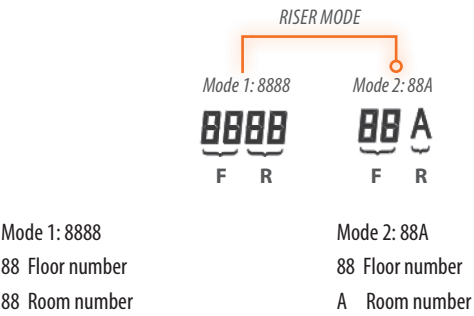 RISER MODE
Mode 1: 8888 Mode 2: 88A
8888 88 A
F R F R
Mode 1: 8888 Mode 2: 88A
88 Floor number 88 Floor number
88 Room number A Room number